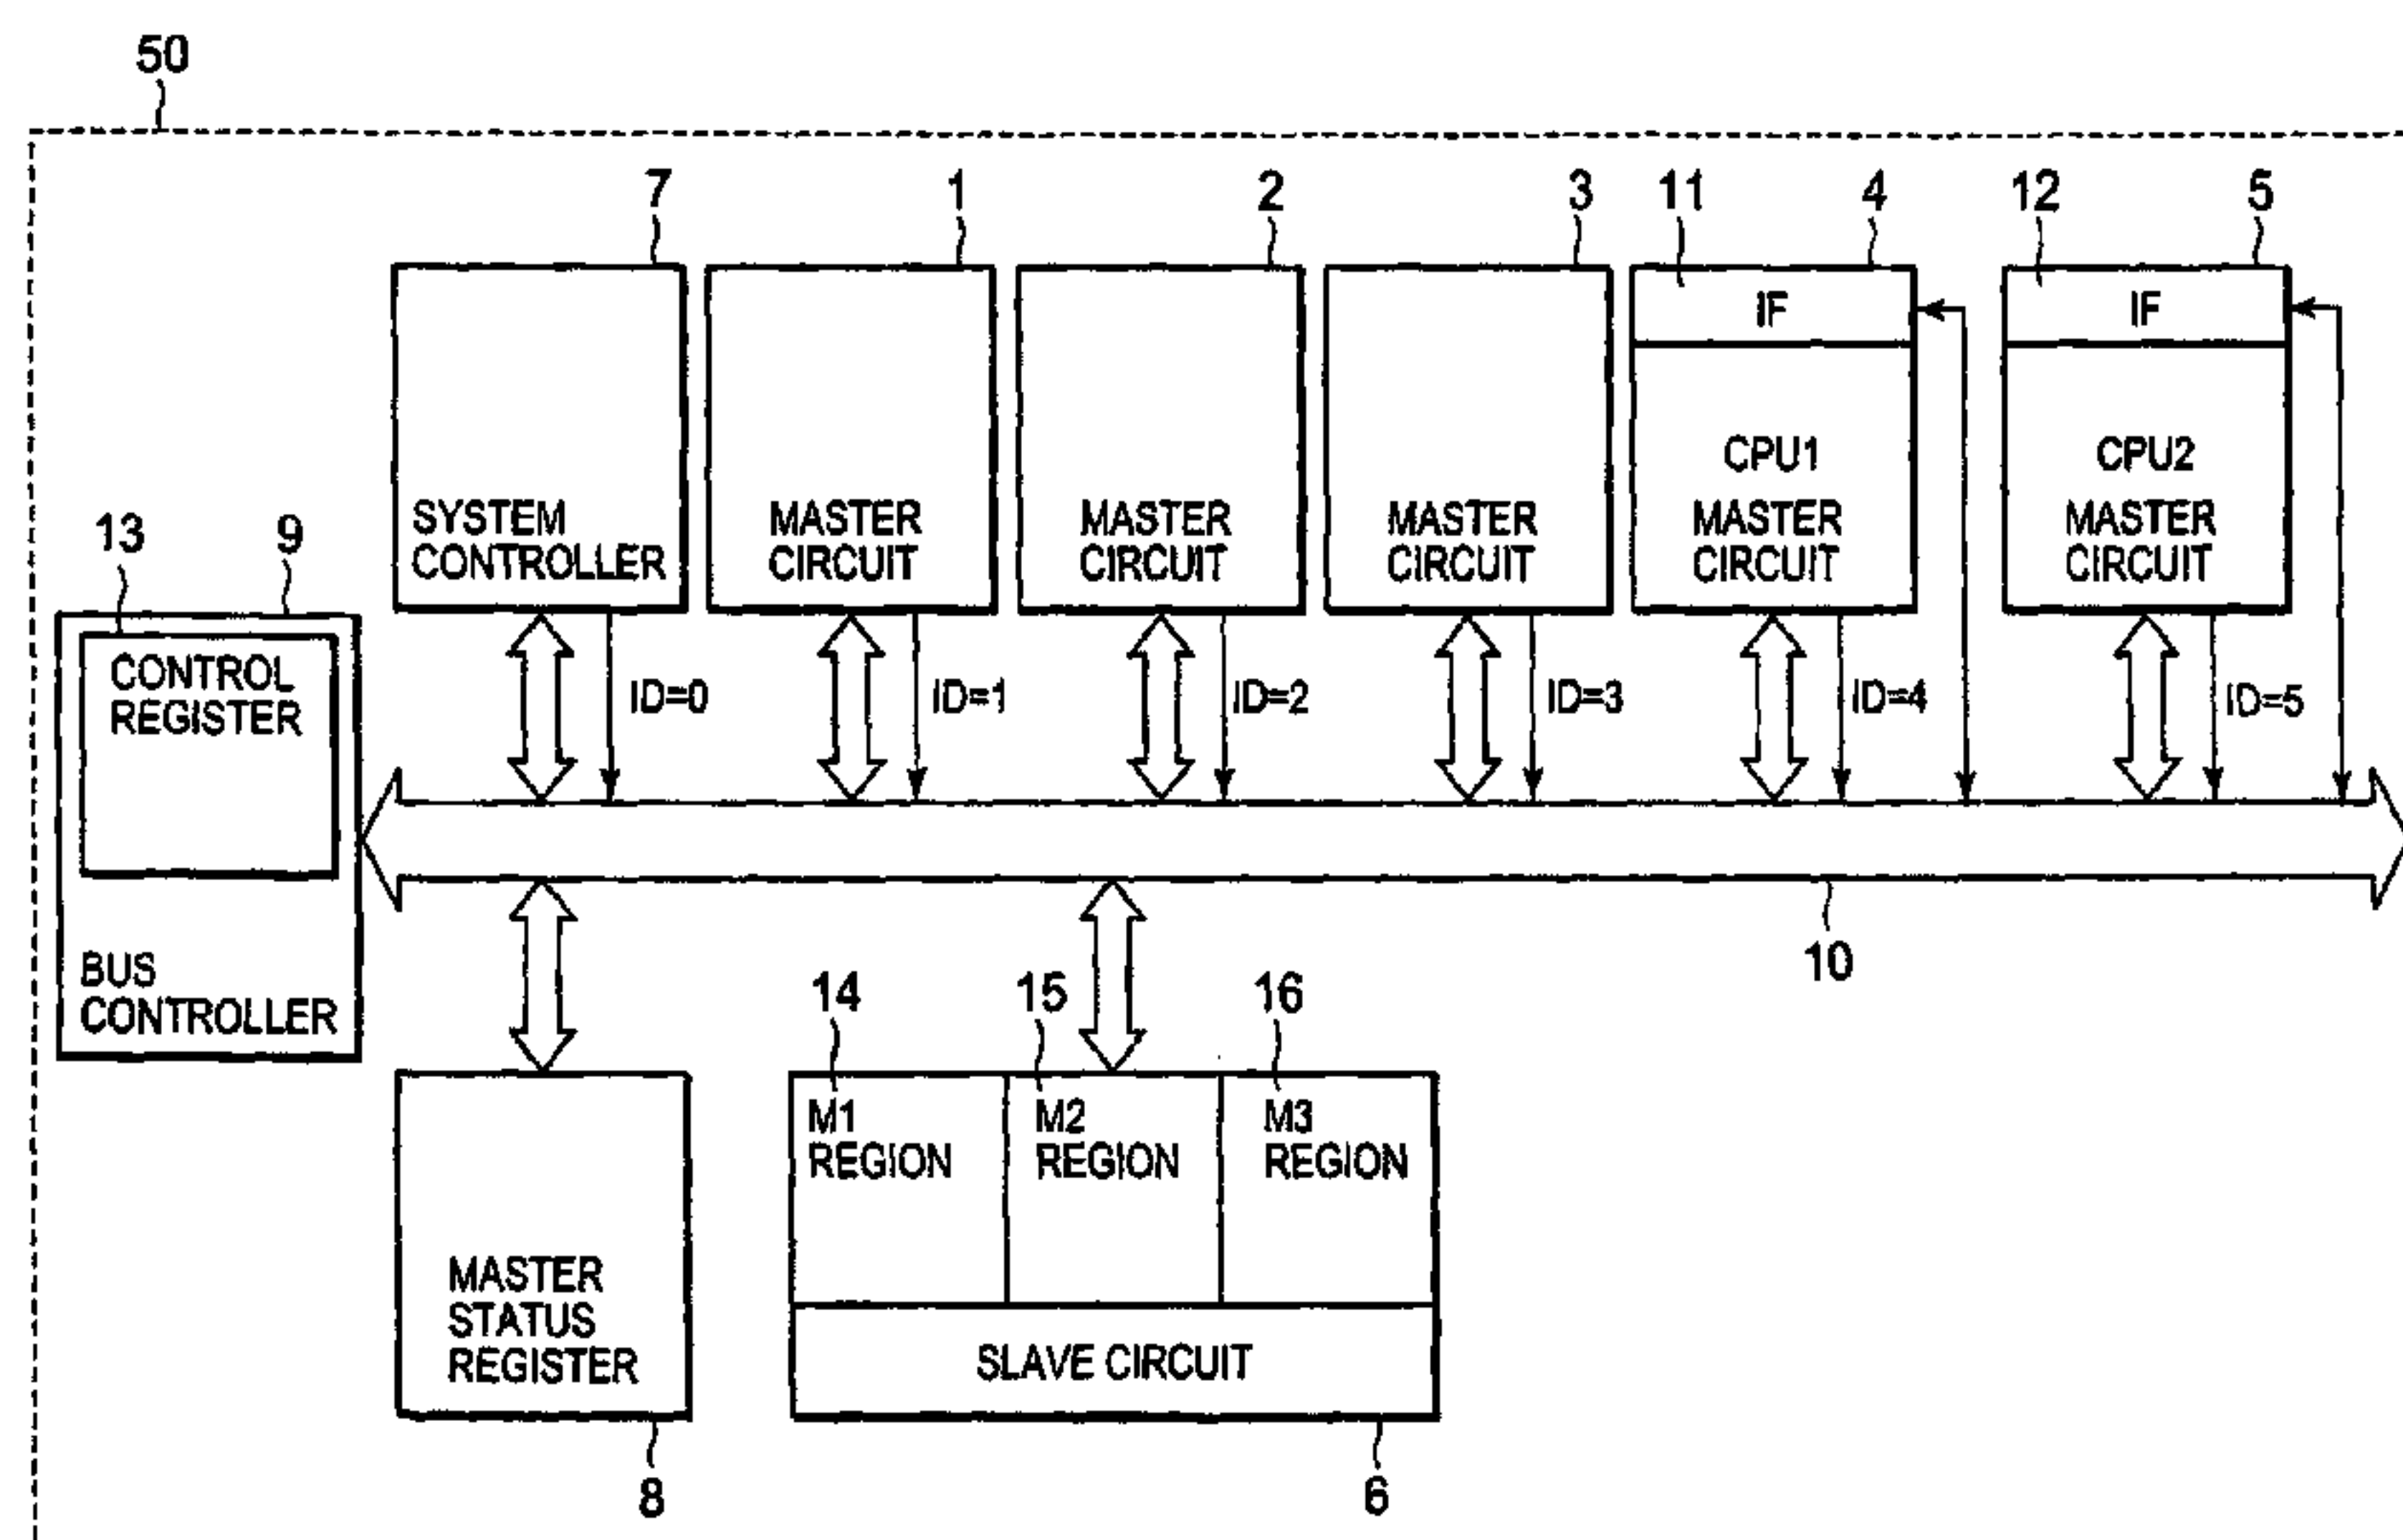 50
7
1
2
3
11
4
12
5
IF
IF
CPU1
CPU2
SYSTEM
CONTROLLER
MASTER
CIRCUIT
MASTER
CIRCUIT
MASTER
CIRCUIT
MASTER
CIRCUIT
MASTER
CIRCUIT
13
9
CONTROL
REGISTER
ID=0
ID=1
ID=2
ID=3
ID=4
ID=5
BUS
CONTROLLER
10
14
15
16
M1
REGION
M2
REGION
M3
REGION
MASTER
STATUS
REGISTER
SLAVE CIRCUIT
8
6